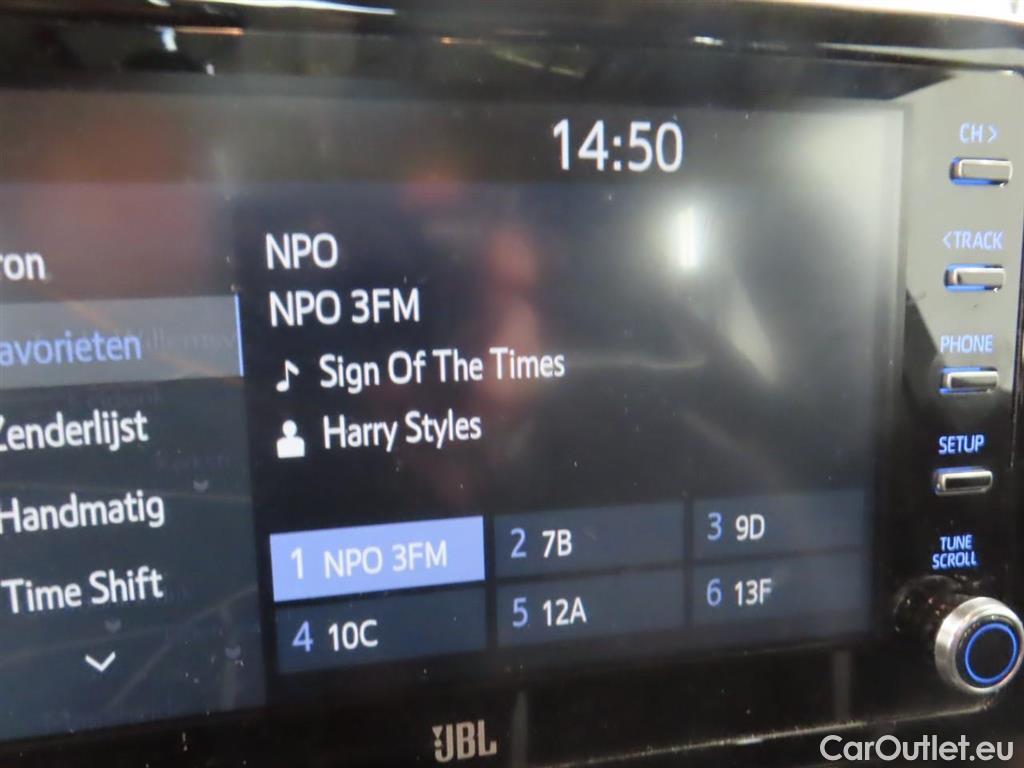 14:50
CH>
<TRACK
PHONE
SETUP
TUNE
SCROLL
ron
avorieten
Zenderlijst
Handmatig
Time Shift
NPO
NPO 3FM
Sign Of The Times
Harry Styles
1 NPO 3FM
2 7B
3 9D
4 10C
5 12A
6 13F
JBL
CarOutlet.eu